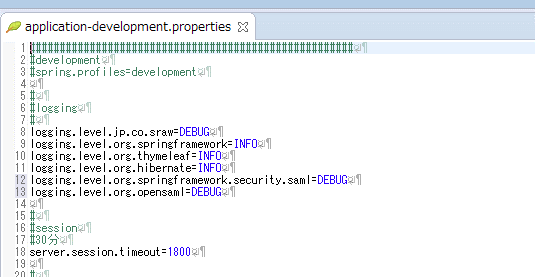 application-development.properties
1 ####################################################
2 #development
3 #spring.profiles=development
4
5 #
6 #logging
7 #
8 logging.level.jp.co.sraw=DEBUG
9 logging.level.org.springframework=INFO
10 logging.level.org.thymeleaf=INFO
11 logging.level.org.hibernate=INFO
12 logging.level.org.springframework.security.saml=DEBUG
13 logging.level.org.opensaml=DEBUG
14
15 #
16 #session
17 #30分
18 server.session.timeout=1800
19
20 #